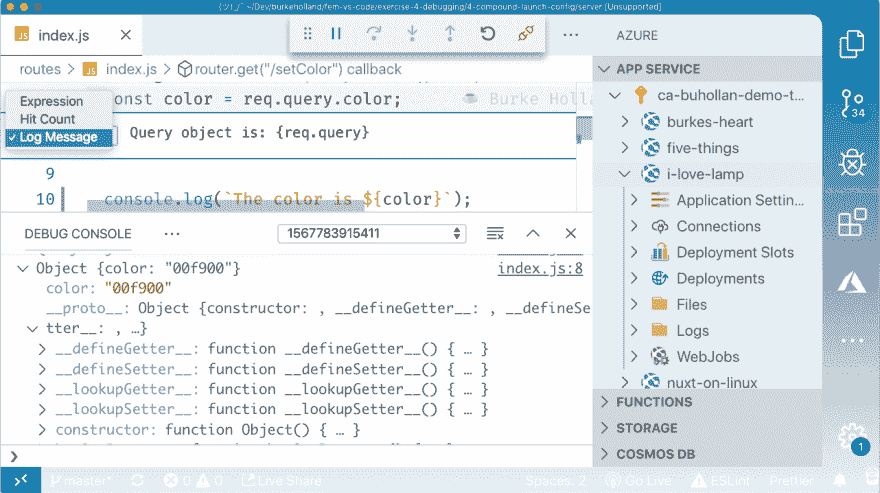 ~/Dev/burkeholland/fem-vs-code/exercise-4-debugging/4-compound-launch-config/server [Unsupported]
JS index.js
routes > JS index.js > router.get("/setColor") callback
const color = req.query.color; Burke Holla
Expression
Hit Count
Log Message
Query object is: {req.query}
9
10 console.log(`The color is ${color}`);
DEBUG CONSOLE
1567783915411
Object {color: "00f900"} index.js:8
color: "00f900"
__proto__: Object {constructor: , __defineGetter__: , __defineSe
tter__: , …}
__defineGetter__: function __defineGetter__() { … }
__defineSetter__: function __defineSetter__() { … }
__lookupGetter__: function __lookupGetter__() { … }
__lookupSetter__: function __lookupSetter__() { … }
constructor: function Object() { … }
AZURE
APP SERVICE
ca-buhollan-demo-t...
burkes-heart
five-things
i-love-lamp
Application Settin...
Connections
Deployment Slots
Deployments
Files
Logs
WebJobs
nuxt-on-linux
FUNCTIONS
STORAGE
COSMOS DB
34
1
master* 0 0 Live Share Spaces: 2 Go Live ESLint Prettier